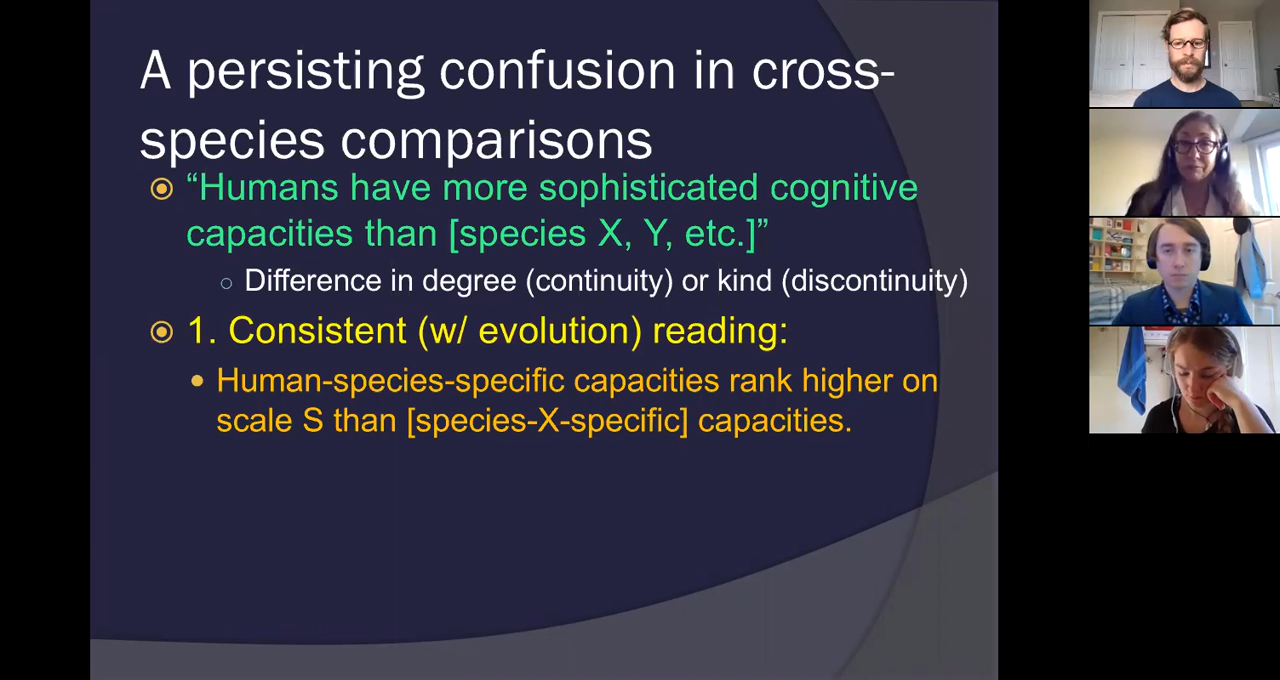 A persisting confusion in cross-
species comparisons
“Humans have more sophisticated cognitive
capacities than [species X, Y, etc.]”
Difference in degree (continuity) or kind (discontinuity)
1. Consistent (w/ evolution) reading:
Human-species-specific capacities rank higher on
scale S than [species-X-specific] capacities.